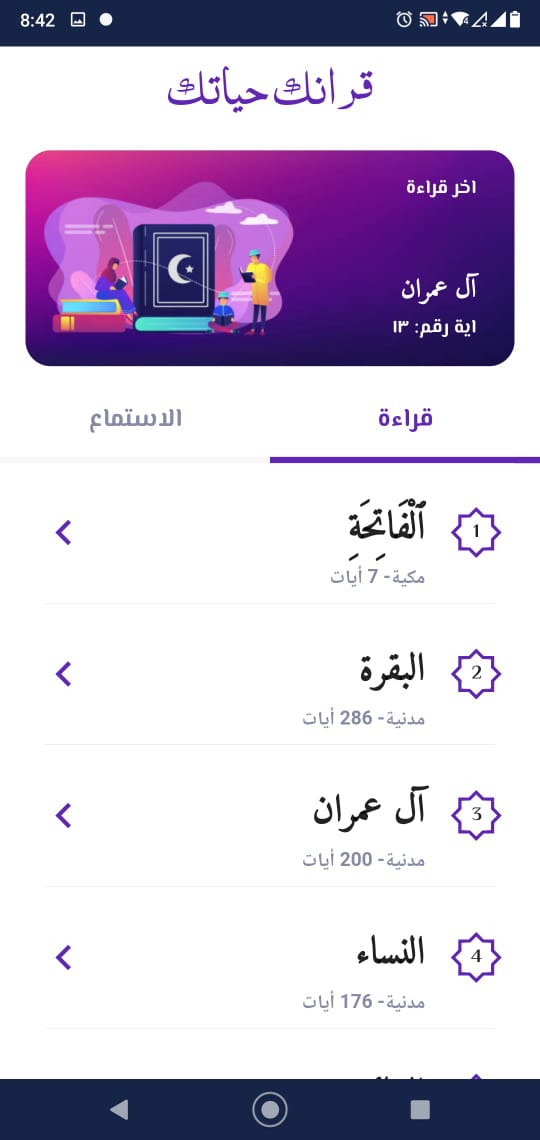 8:42
قرانك حياتك
اخر قراءة
آل عمران
اية رقم: ١٣
قراءة
الاستماع
1
ٱلْفَاتِحَةِ
مكية- 7 أيات
2
البقرة
مدنية- 286 أيات
3
آل عمران
مدنية- 200 أيات
4
النساء
مدنية- 176 أيات